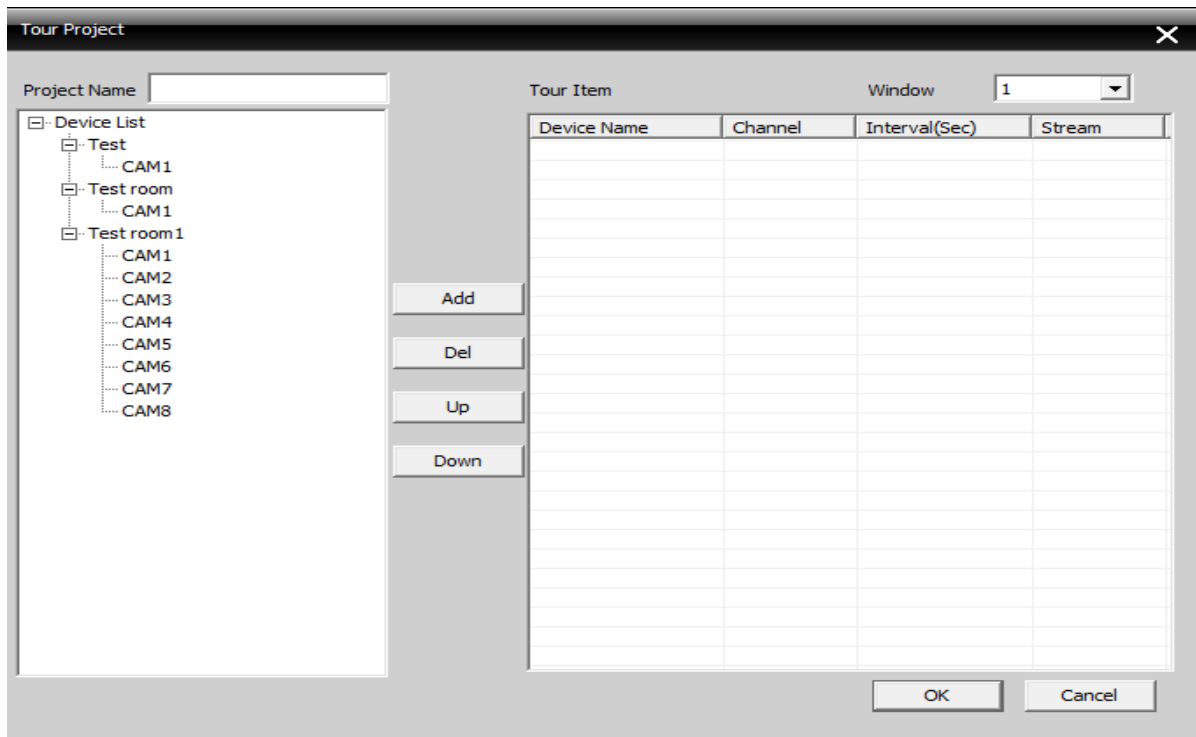 Tour Project
Project Name
Tour Item
Window
1
Device List
Test
CAM1
Test room
CAM1
Test room1
CAM1
CAM2
CAM3
CAM4
CAM5
CAM6
CAM7
CAM8
Add
Del
Up
Down
Device Name Channel Interval(Sec) Stream
OK Cancel